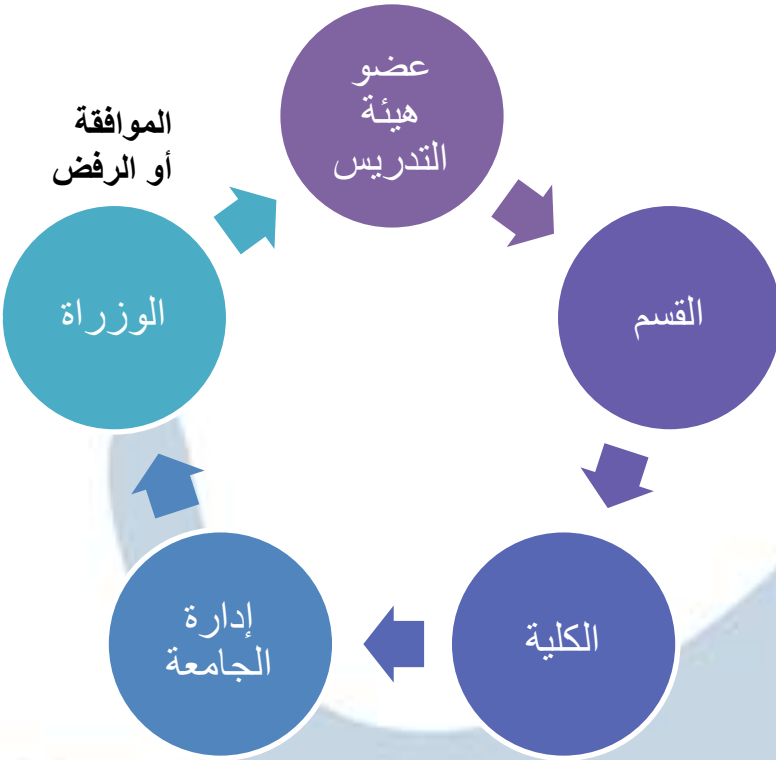 عضو
هيئة
التدريس
الموافقة
أو الرفض
القسم
الوزراة
الكلية
إدارة
الجامعة